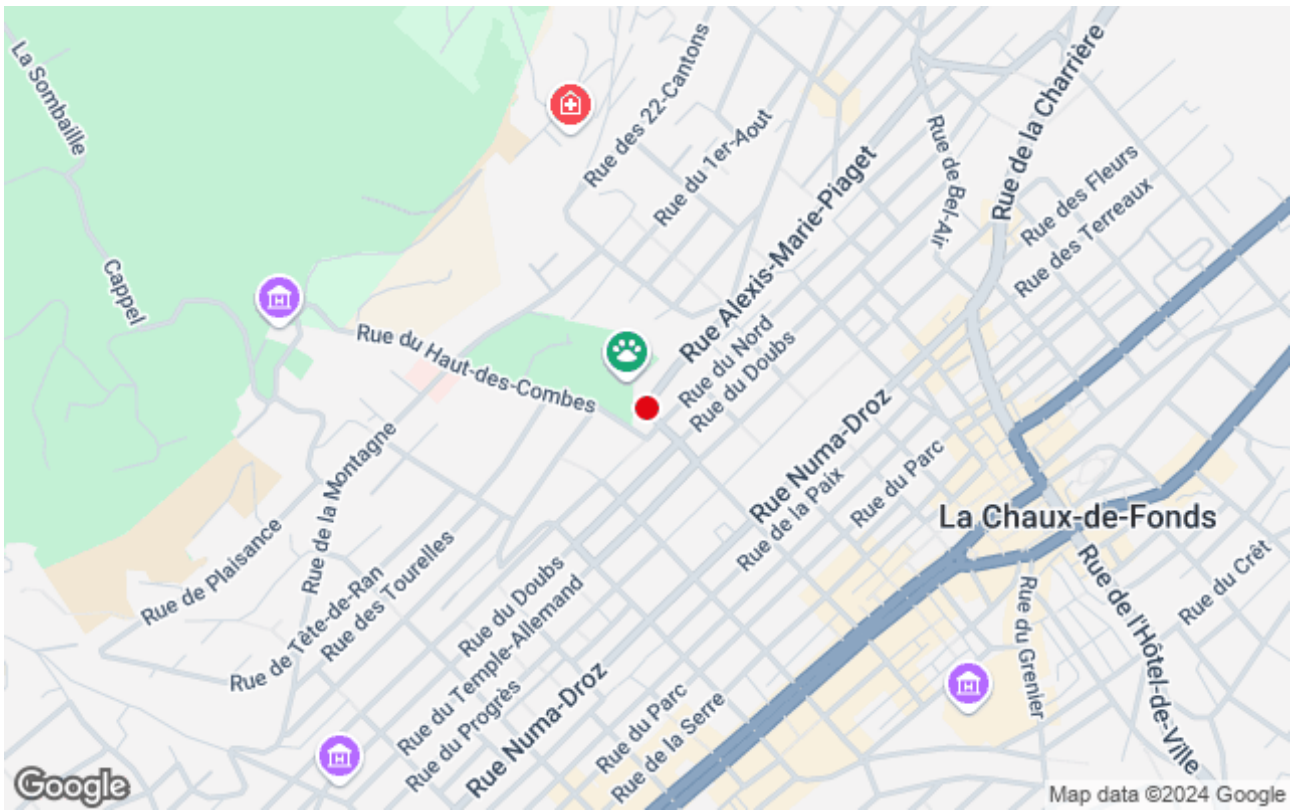 La Sombaille
Rue des 22-Cantons
Rue de la Charrière
Rue du 1er-Aout
Rue de Bel-Air
Rue des Fleurs
Rue Alexis-Marie-Piaget
Rue des Terreaux
Cappel
Rue du Haut-des-Combes
Rue du Nord
Rue du Doubs
Rue Numa-Droz
Rue de la Montagne
Rue du Parc
Rue de la Paix
La Chaux-de-Fonds
Rue de Plaisance
Rue des Tourelles
Rue de Tête-de-Ran
Rue du Doubs
Rue du Temple-Allemand
Rue du Progrès
Rue Numa-Droz
Rue du Parc
Rue de la Serre
Rue du Crêt
Rue du Grenier
Rue de l'Hôtel-de-Ville
Google
Map data ©2024 Google